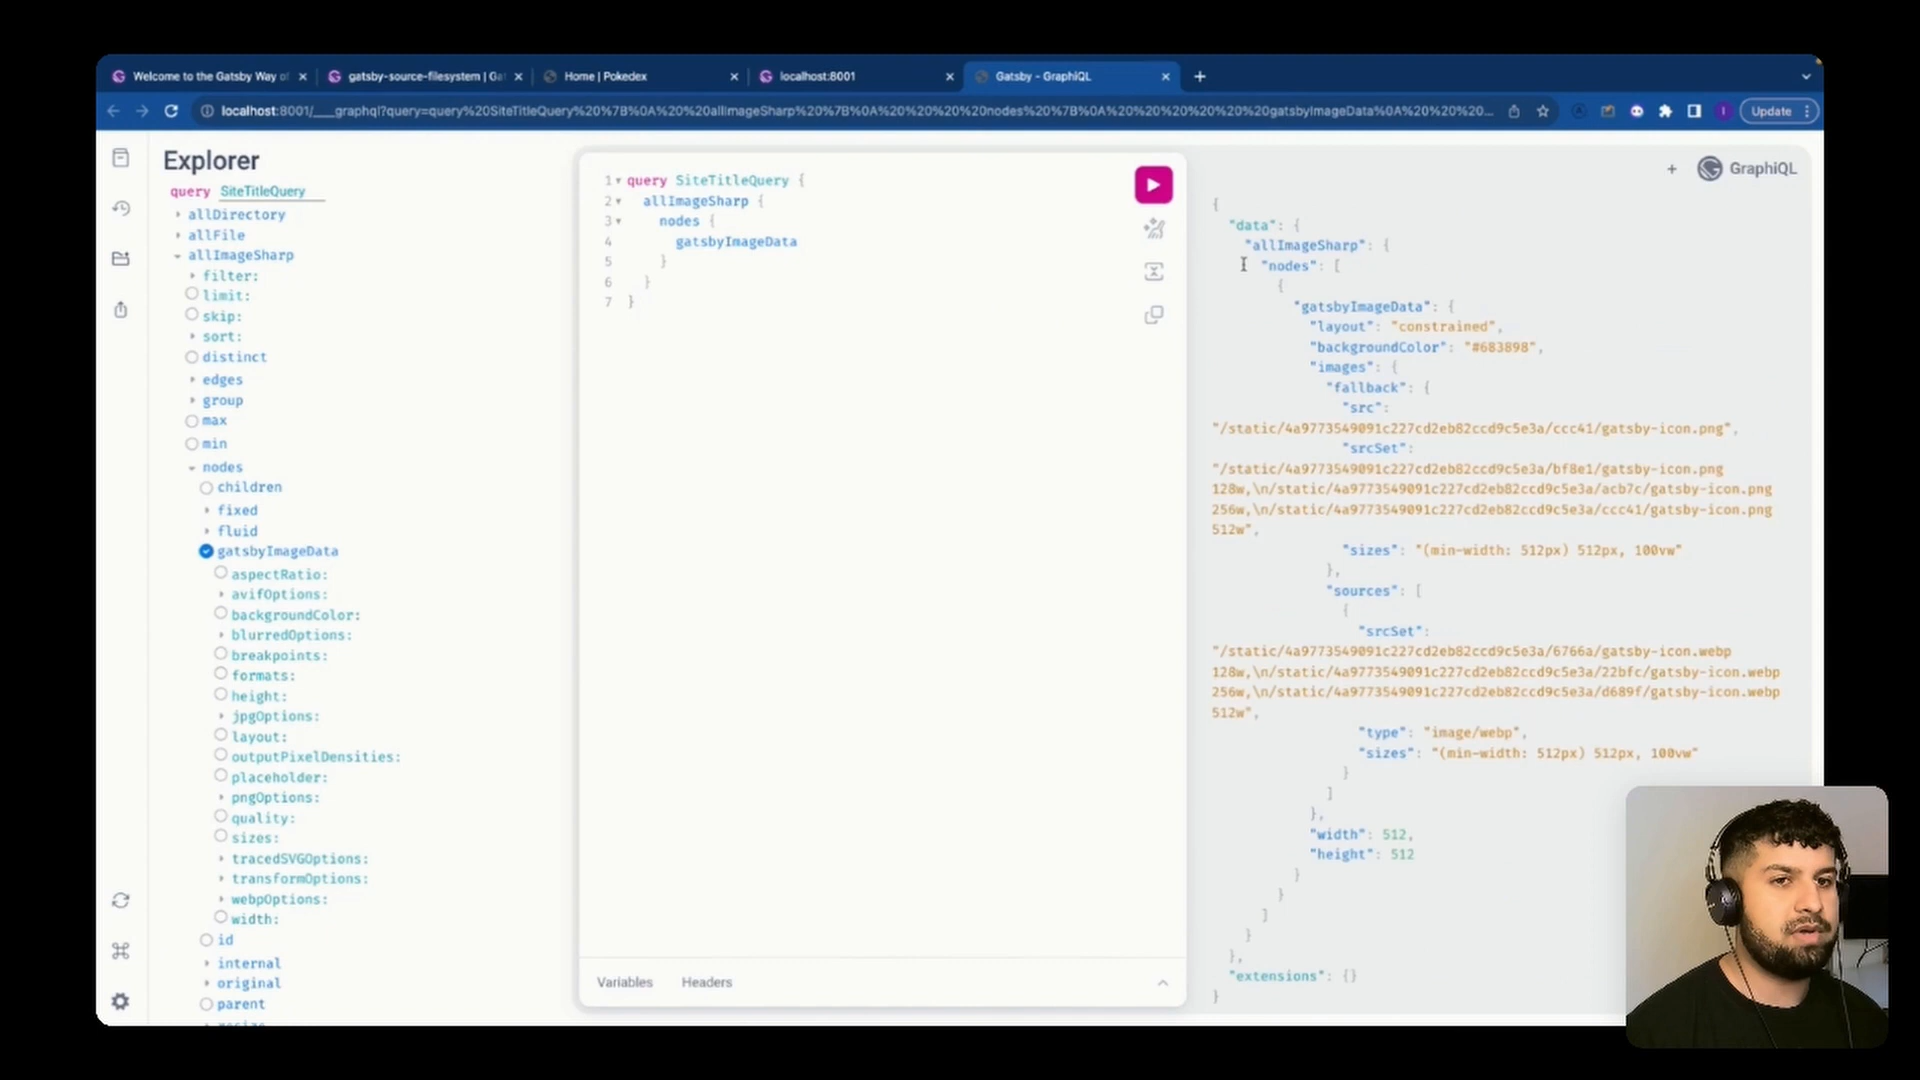 Welcome to the Gatsby Way o
gatsby-source-filesystem | Ga
Home | Pokedex
localhost:8001
Gatsby - GraphiQL
localhost:8001/___graphql?query=query%20SiteTitleQuery%20%7B%0A%20%20allImageSharp%20%7B%0A%20%20%20%20nodes%20%7B%0A%20%20%20%20%20%20gatsbyImageData%0A%20%20%20...
Update
Explorer
query SiteTitleQuery
allDirectory
allFile
allImageSharp
filter:
limit:
skip:
sort:
distinct
edges
group
max
min
nodes
children
fixed
fluid
gatsbyImageData
aspectRatio:
avifOptions:
backgroundColor:
blurredOptions:
breakpoints:
formats:
height:
jpgOptions:
layout:
outputPixelDensities:
placeholder:
pngOptions:
quality:
sizes:
tracedSVGOptions:
transformOptions:
webpOptions:
width:
id
internal
original
parent
1 query SiteTitleQuery {
2 allImageSharp {
3 nodes {
4 gatsbyImageData
5 }
6 }
7 }
Variables Headers
GraphiQL
{
"data": {
"allImageSharp": {
"nodes": [
{
"gatsbyImageData": {
"layout": "constrained",
"backgroundColor": "#683898",
"images": {
"fallback": {
"src":
"/static/4a9773549091c227cd2eb82ccd9c5e3a/ccc41/gatsby-icon.png",
"srcSet":
"/static/4a9773549091c227cd2eb82ccd9c5e3a/bf8e1/gatsby-icon.png
128w,\n/static/4a9773549091c227cd2eb82ccd9c5e3a/acb7c/gatsby-icon.png
256w,\n/static/4a9773549091c227cd2eb82ccd9c5e3a/ccc41/gatsby-icon.png
512w",
"sizes": "(min-width: 512px) 512px, 100vw"
},
"sources": [
{
"srcSet":
"/static/4a9773549091c227cd2eb82ccd9c5e3a/6766a/gatsby-icon.webp
128w,\n/static/4a9773549091c227cd2eb82ccd9c5e3a/22bfc/gatsby-icon.webp
256w,\n/static/4a9773549091c227cd2eb82ccd9c5e3a/d689f/gatsby-icon.webp
512w",
"type": "image/webp",
"sizes": "(min-width: 512px) 512px, 100vw"
}
]
},
"width": 512,
"height": 512
}
}
]
}
},
"extensions": {}
}